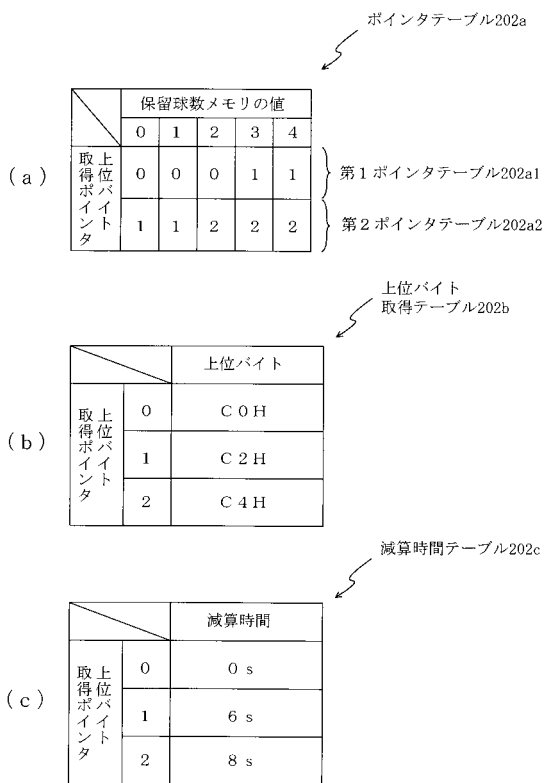 ポインタテーブル202a
(a)
保留球数メモリの値
0 1 2 3 4
上位バイト
取得ポインタ
0 0 0 1 1
第1ポインタテーブル202a1
1 1 2 2 2
第2ポインタテーブル202a2
上位バイト
取得テーブル202b
(b)
上位バイト
上位バイト
取得ポインタ
0 C0H
1 C2H
2 C4H
減算時間テーブル202c
(c)
減算時間
上位バイト
取得ポインタ
0 0s
1 6s
2 8s